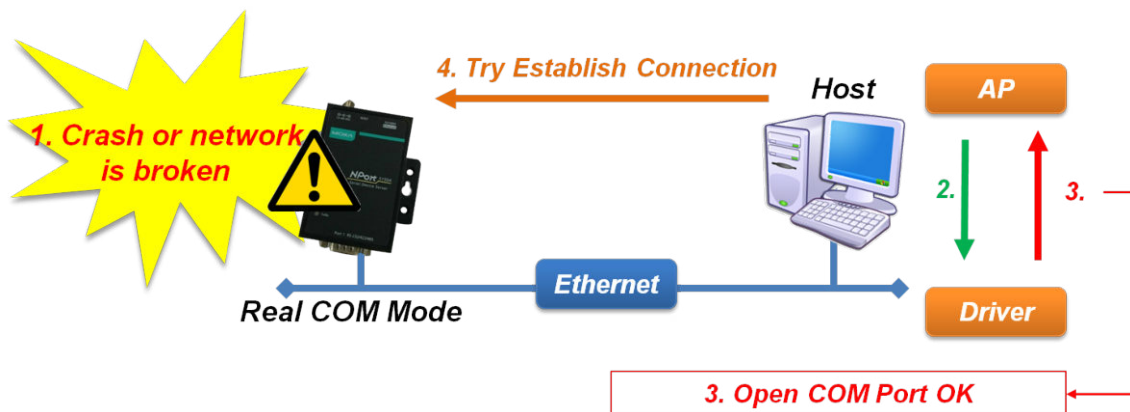 4. Try Establish Connection
Host
AP
1. Crash or network
is broken
NPort
2.
3.
Ethernet
Real COM Mode
Driver
3. Open COM Port OK